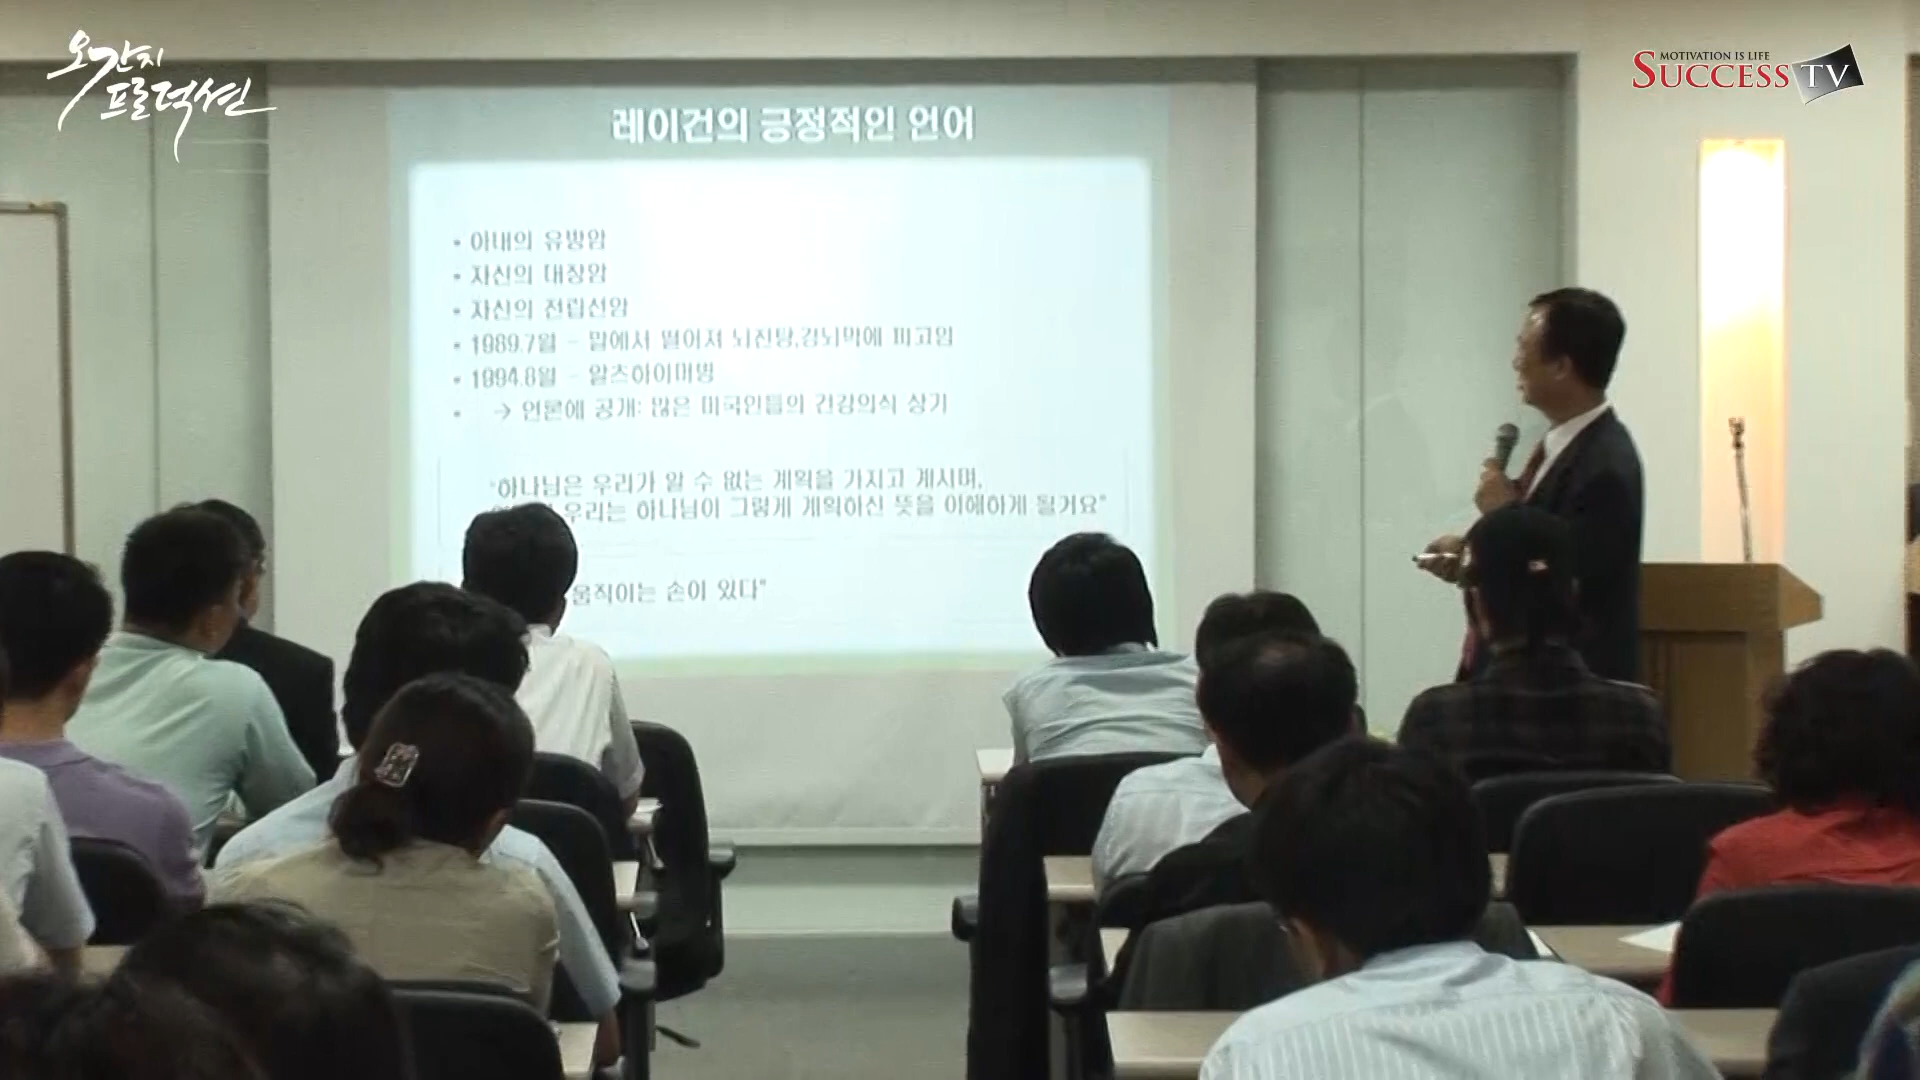 오간지
프로덕션
MOTIVATION IS LIFE
SUCCESS TV
레이건의 긍정적인 언어
• 아내의 유방암
• 자신의 대장암
• 자신의 전립선암
• 1989.7월 - 말에서 떨어져 뇌진탕,경뇌막에 피고임
• 1994.8월 - 알츠하이머병
• → 언론에 공개: 많은 미국인들의 건강의식 상기
"하나님은 우리가 알 수 없는 계획을 가지고 계시며,
우리는 하나님이 그렇게 계획하신 뜻을 이해하게 될거요"
움직이는 손이 있다"